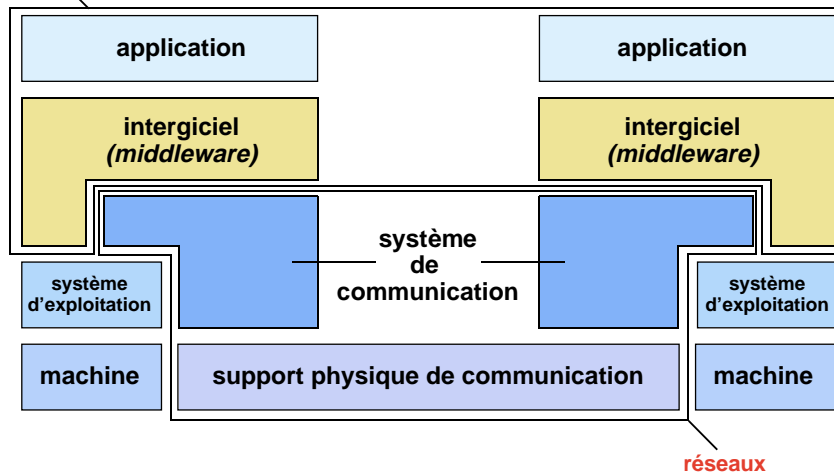 application
application
intergiciel
(middleware)
intergiciel
(middleware)
système
de
communication
système
d'exploitation
système
d'exploitation
machine
support physique de communication
machine
réseaux